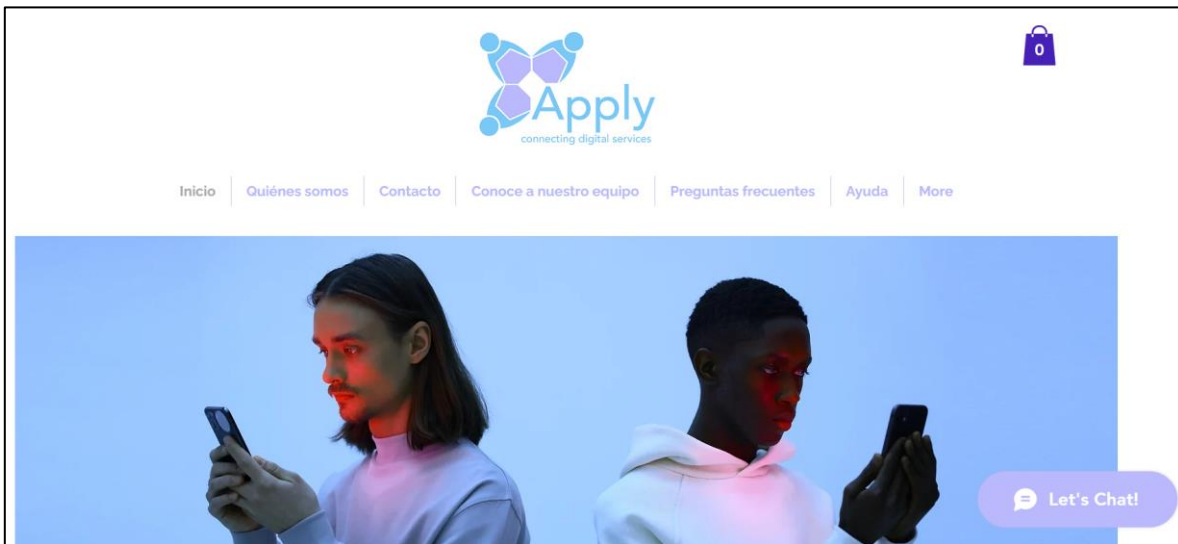 0
Apply
connecting digital services
Inicio
Quiénes somos
Contacto
Conoce a nuestro equipo
Preguntas frecuentes
Ayuda
More
Let's Chat!